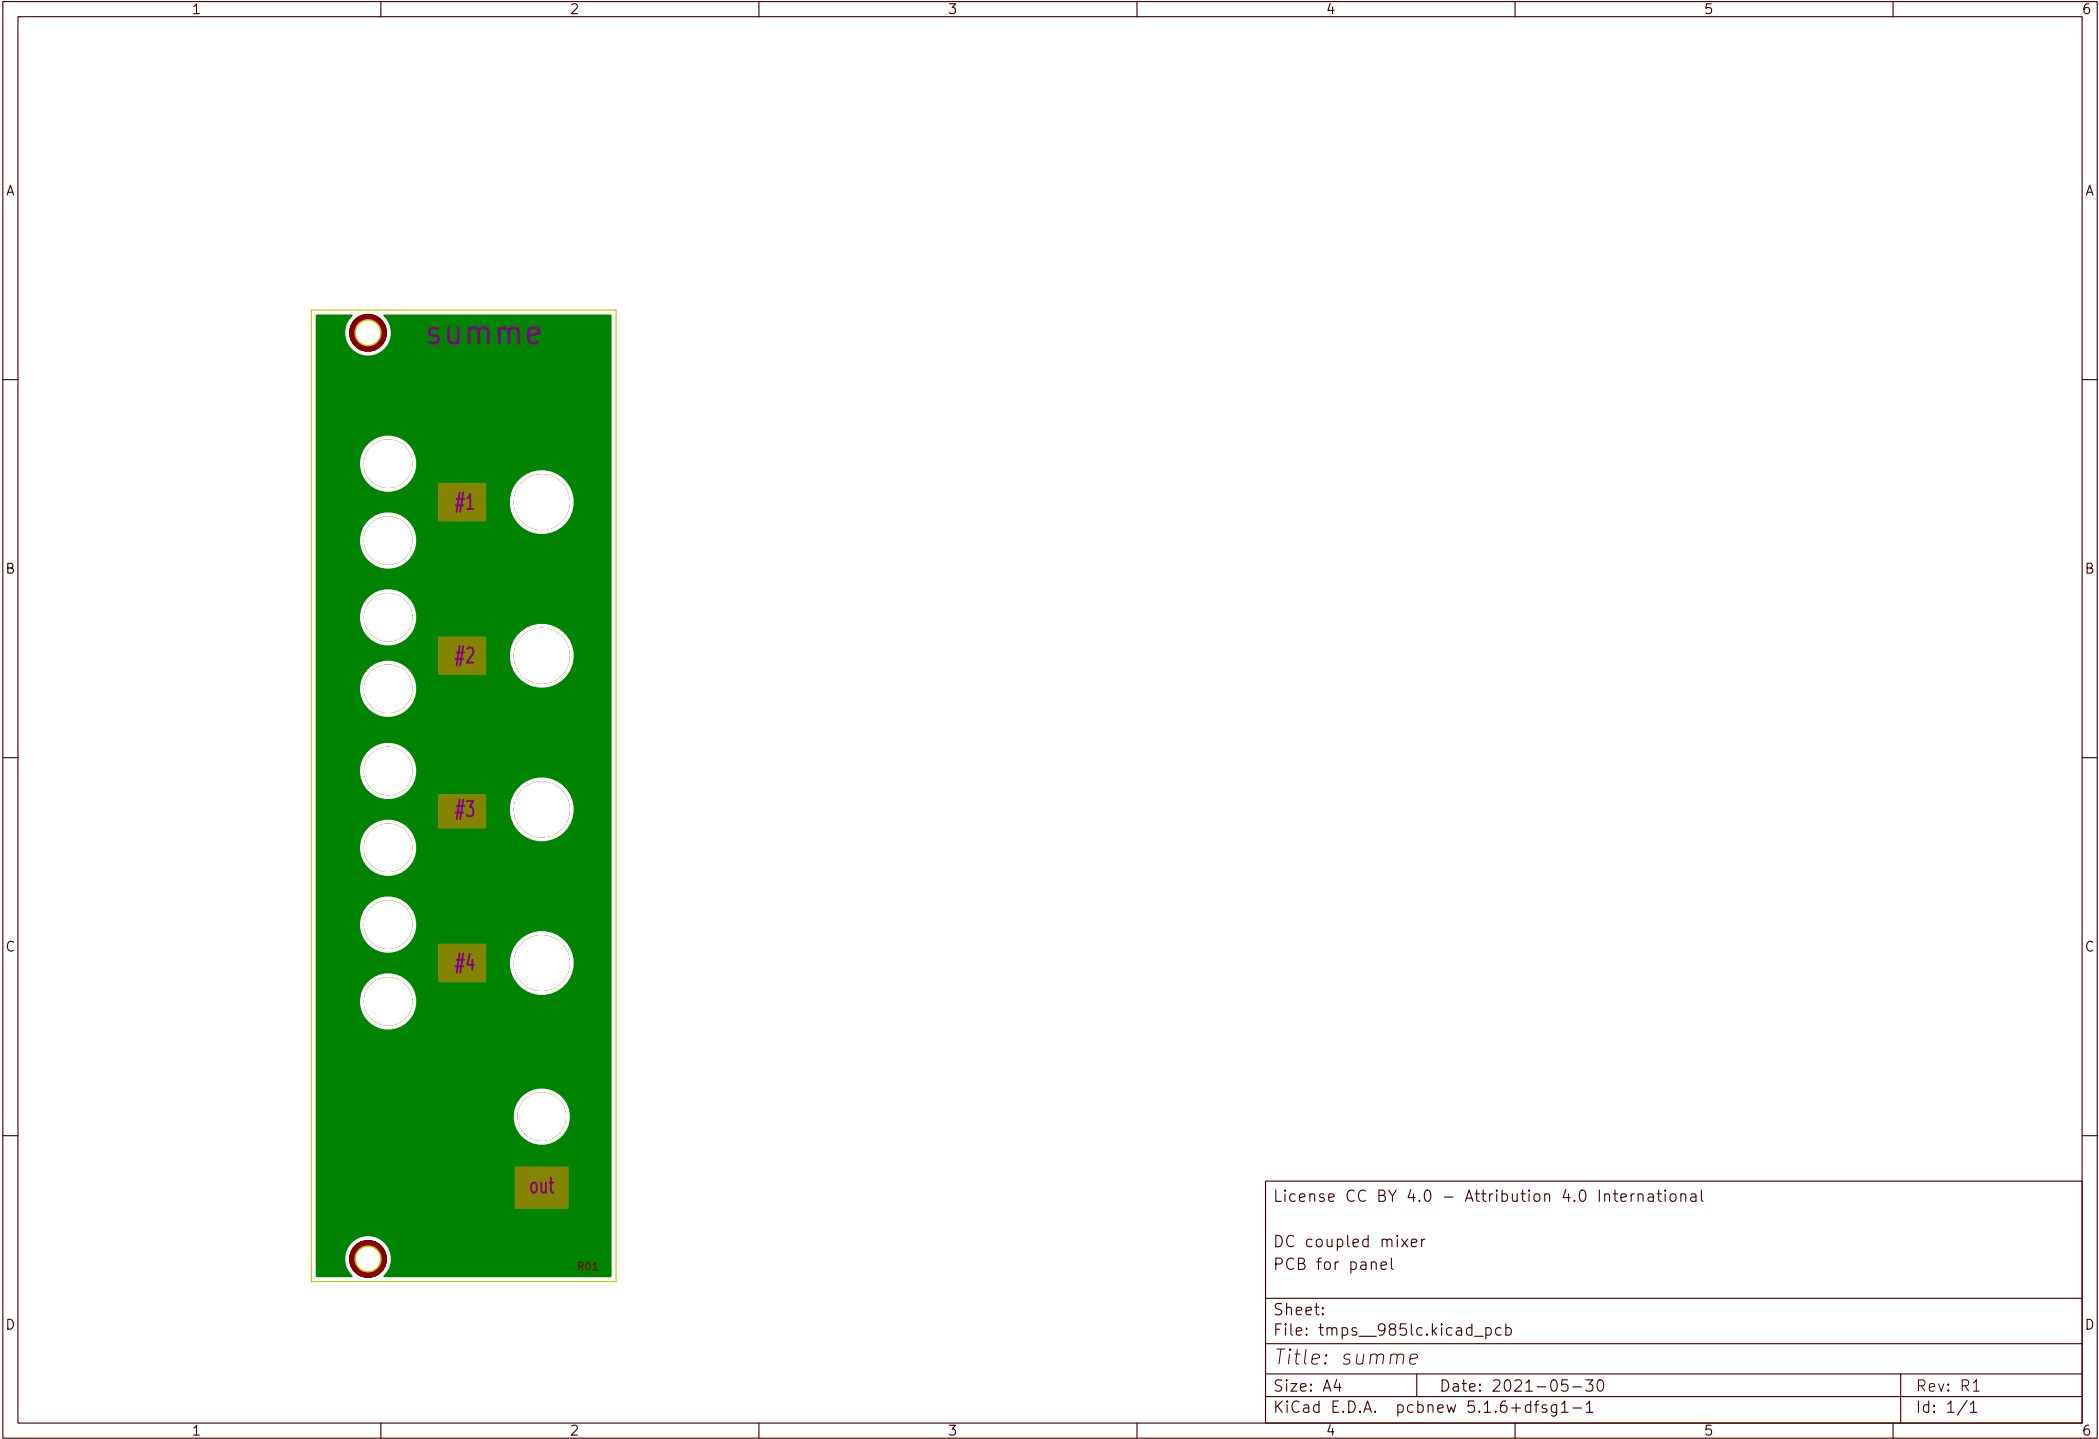 1 2 3 4 5 6
A A
summe
#1
B B
#2
#3
C C
#4
out
R01
License CC BY 4.0 – Attribution 4.0 International
DC coupled mixer
PCB for panel
Sheet:
File: tmps__985lc.kicad_pcb
D D
Title: summe
Size: A4 Date: 2021-05-30 Rev: R1
KiCad E.D.A. pcbnew 5.1.6+dfsg1-1 Id: 1/1
1 2 3 4 5 6